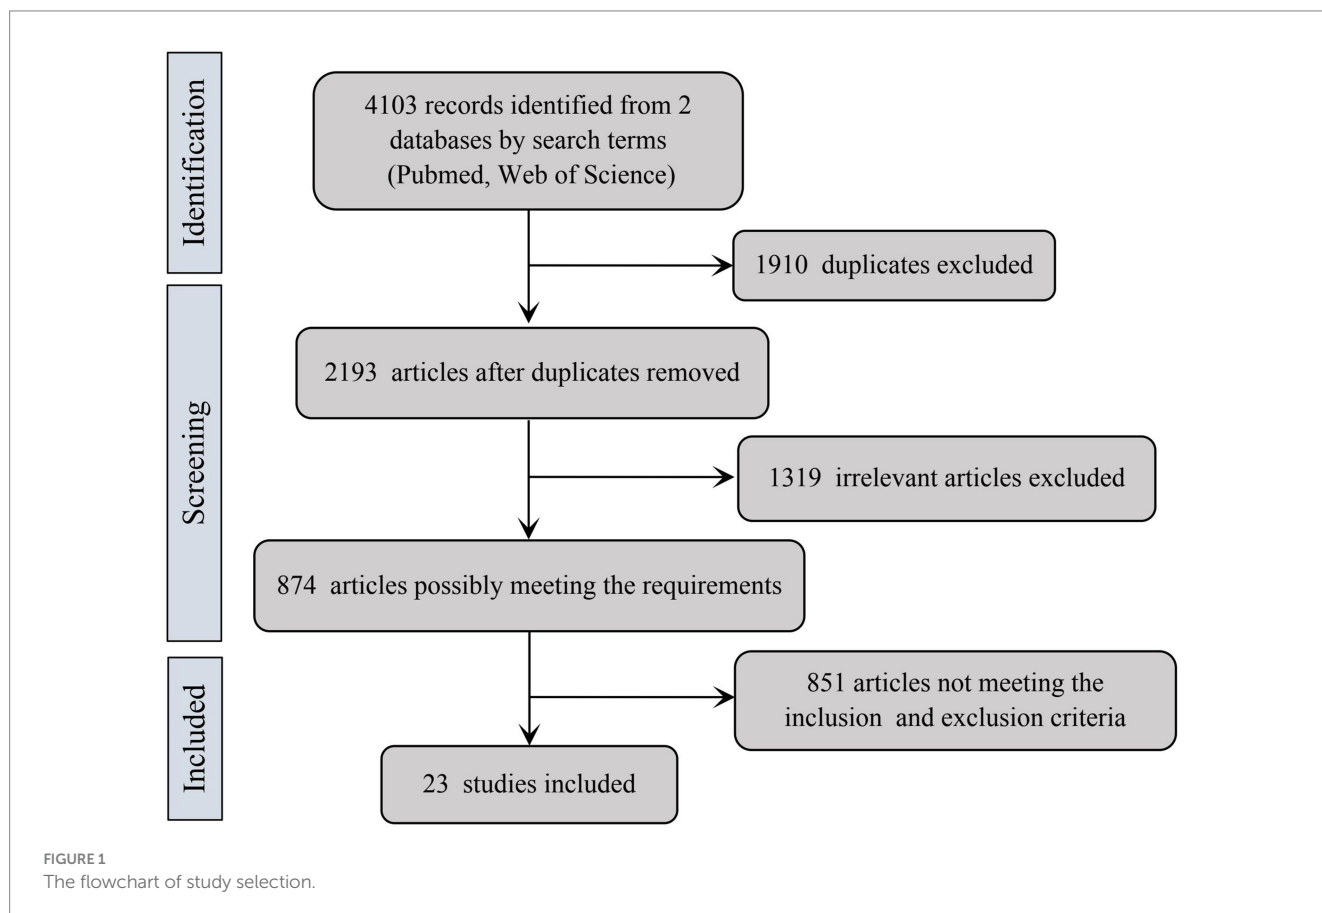 Identification
4103 records identified from 2
databases by search terms
(Pubmed, Web of Science)
1910 duplicates excluded
Screening
2193 articles after duplicates removed
1319 irrelevant articles excluded
874 articles possibly meeting the requirements
Included
851 articles not meeting the
inclusion and exclusion criteria
23 studies included
FIGURE 1
The flowchart of study selection.